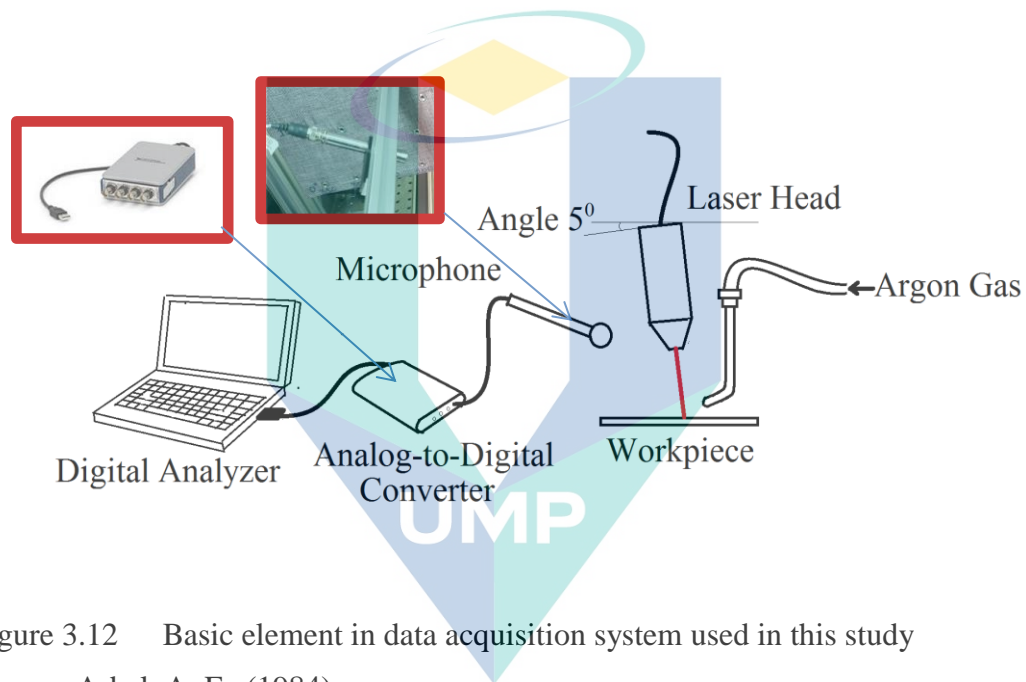 Angle 5⁰
Laser Head
Microphone
Argon Gas
Digital Analyzer
Analog-to-Digital
Converter
Workpiece
UMP
gure 3.12 Basic element in data acquisition system used in this study
(1984)